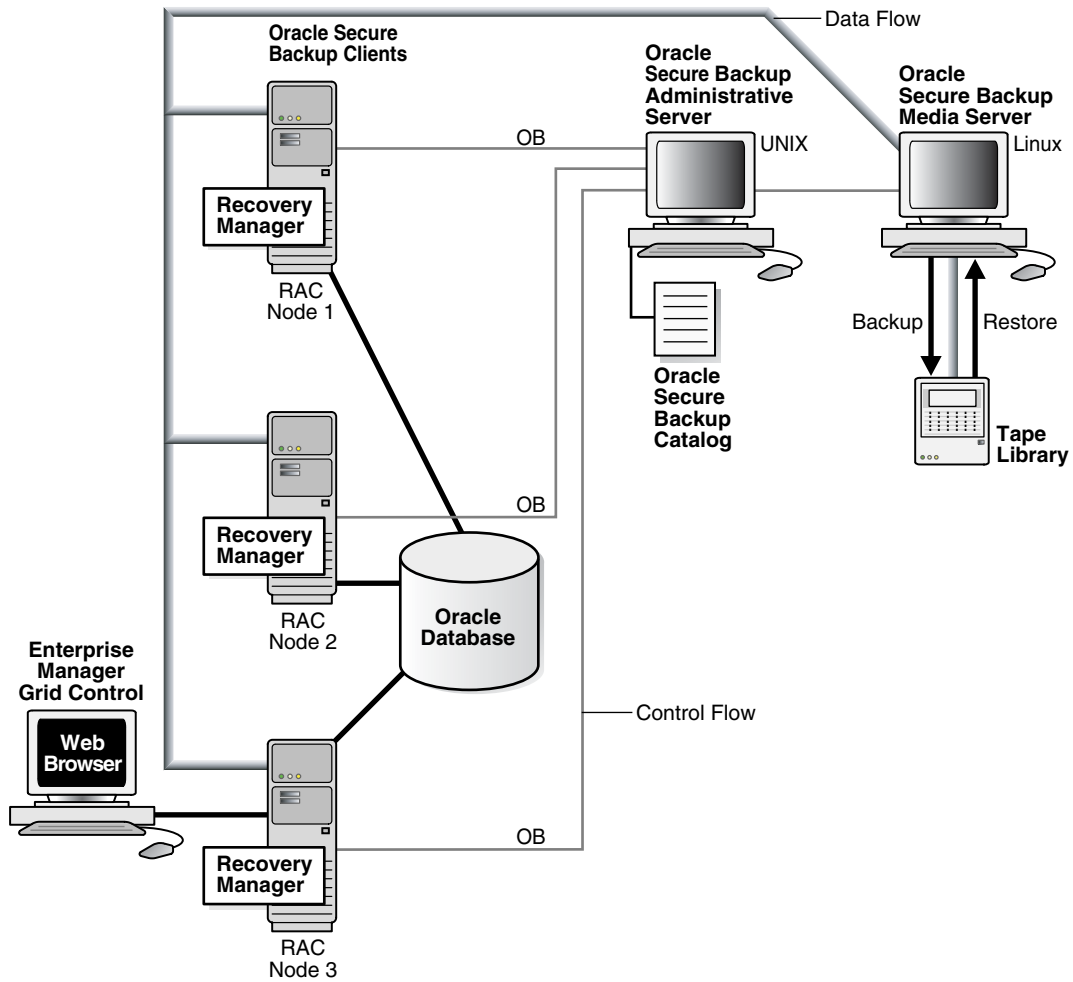 Data Flow
Oracle Secure
Backup Clients
Oracle
Secure Backup
Administrative
Server
Oracle
Secure Backup
Media Server
OB
UNIX
Linux
Recovery
Manager
RAC
Node 1
Backup
Restore
Oracle
Secure
Backup
Catalog
Tape
Library
OB
Recovery
Manager
RAC
Node 2
Oracle
Database
Enterprise
Manager
Grid Control
Web
Browser
Control Flow
OB
Recovery
Manager
RAC
Node 3